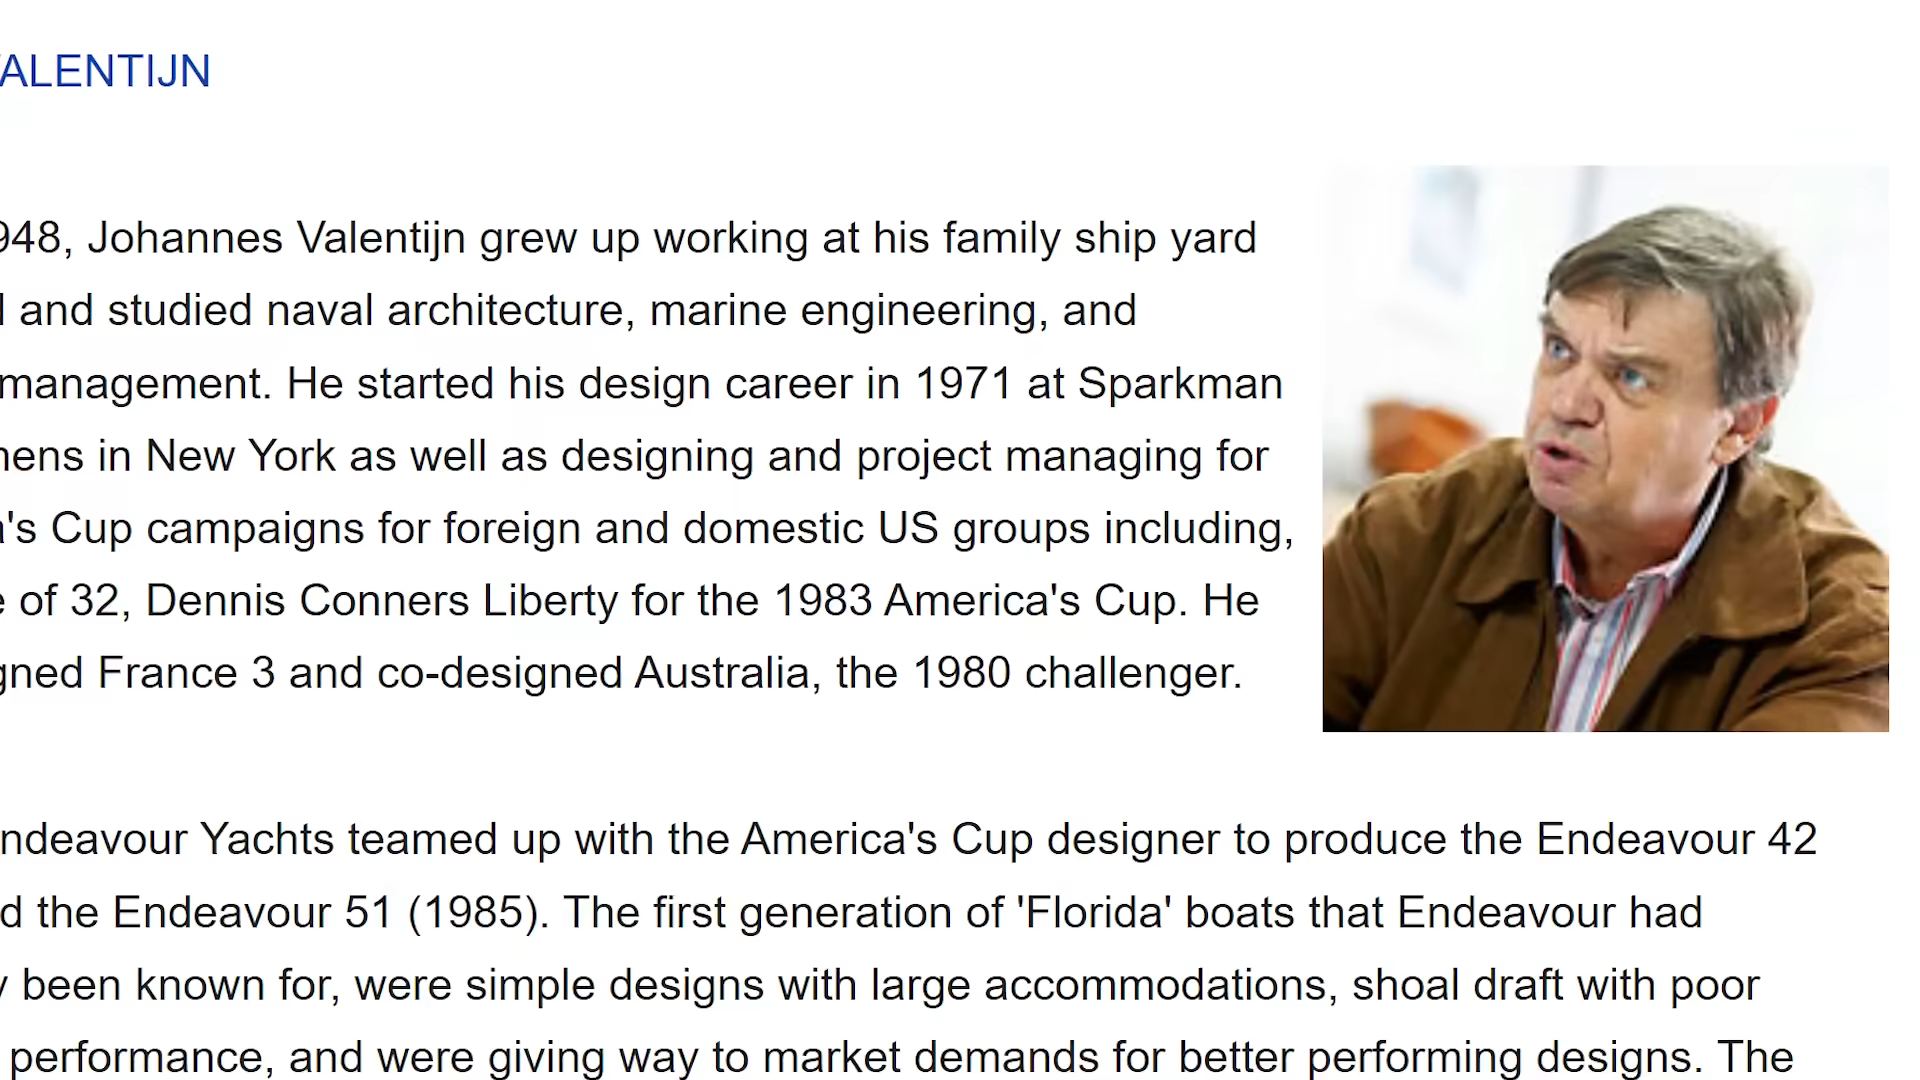 VALENTIJN
948, Johannes Valentijn grew up working at his family ship yard
and studied naval architecture, marine engineering, and
management. He started his design career in 1971 at Sparkman
hens in New York as well as designing and project managing for
a's Cup campaigns for foreign and domestic US groups including,
e of 32, Dennis Conners Liberty for the 1983 America's Cup. He
gned France 3 and co-designed Australia, the 1980 challenger.
ndeavour Yachts teamed up with the America's Cup designer to produce the Endeavour 42
d the Endeavour 51 (1985). The first generation of 'Florida' boats that Endeavour had
y been known for, were simple designs with large accommodations, shoal draft with poor
performance, and were giving way to market demands for better performing designs. The